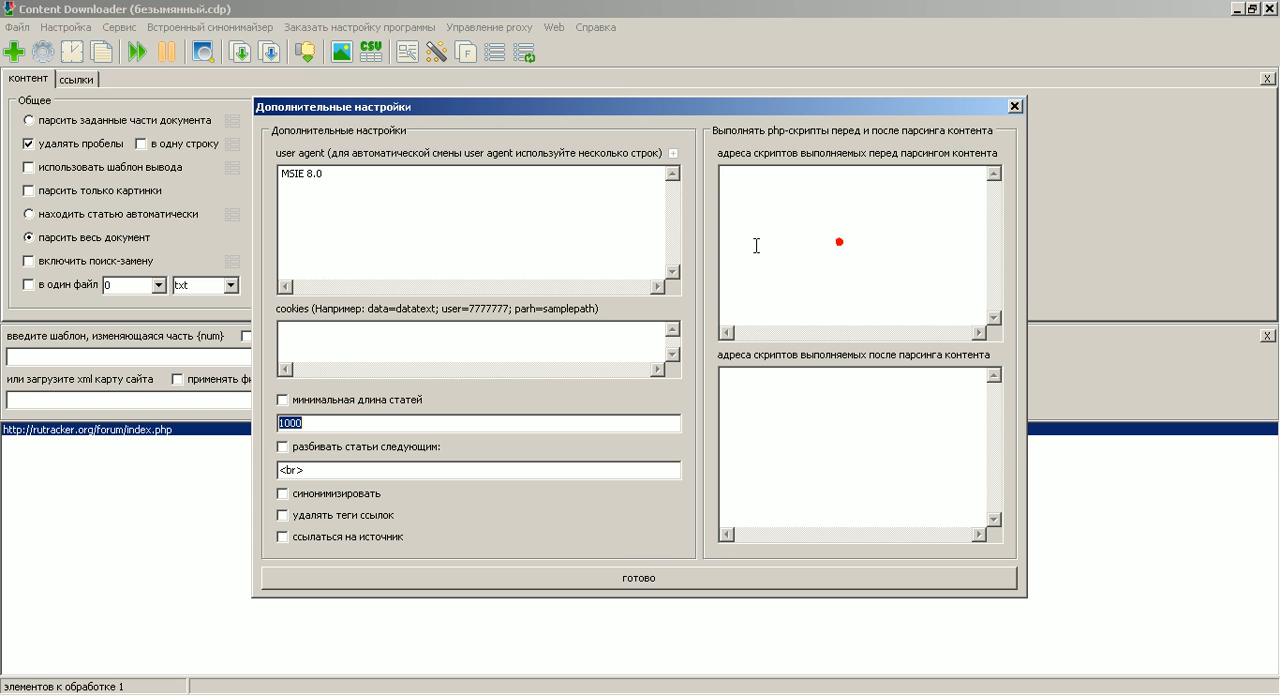 Content Downloader (безымянный.cdp)
Файл Настройка Сервис Встроенный синонимайзер Заказать настройку программы Управление proxy Web Справка
CSV
F
контент ссылки
X
Общее
парсить заданные части документа
удалять пробелы в одну строку
использовать шаблон вывода
парсить только картинки
находить статью автоматически
парсить весь документ
включить поиск-замену
в один файл 0 txt
введите шаблон, изменяющаяся часть {num}
X
или загрузите xml карту сайта применять фи
http://rutracker.org/forum/index.php
Дополнительные настройки
Дополнительные настройки
user agent (для автоматической смены user agent используйте несколько строк) +
MSIE 8.0
cookies (Например: data=datatext; user=7777777; parh=samplepath)
минимальная длина статей
1000
разбивать статьи следующим:
<br>
синонимизировать
удалять теги ссылок
ссылаться на источник
Выполнять php-скрипты перед и после парсинга контента
адреса скриптов выполняемых перед парсингом контента
адреса скриптов выполняемых после парсинга контента
готово
элементов к обработке 1